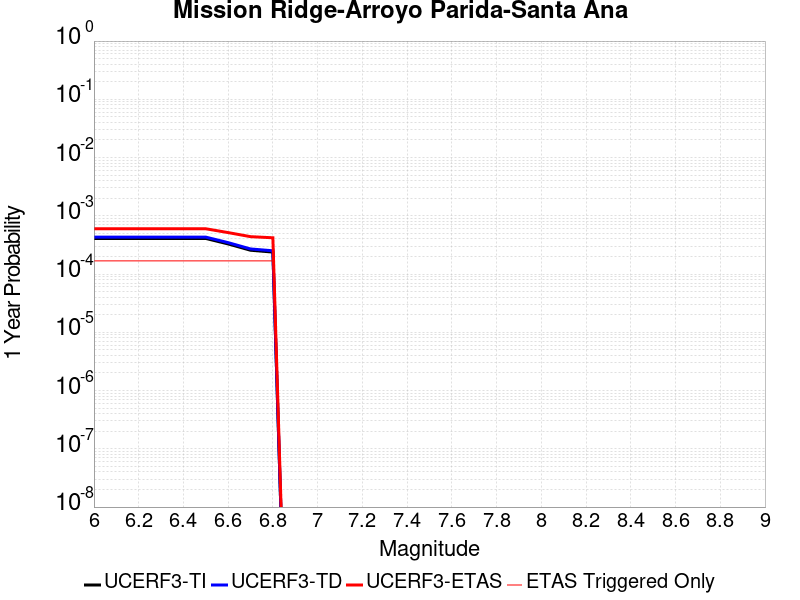 Mission Ridge-Arroyo Parida-Santa Ana
1 Year Probability
10^0
10^-1
10^-2
10^-3
10^-4
10^-5
10^-6
10^-7
10^-8
6 6.2 6.4 6.6 6.8 7 7.2 7.4 7.6 7.8 8 8.2 8.4 8.6 8.8 9
Magnitude
UCERF3-TI UCERF3-TD UCERF3-ETAS ETAS Triggered Only